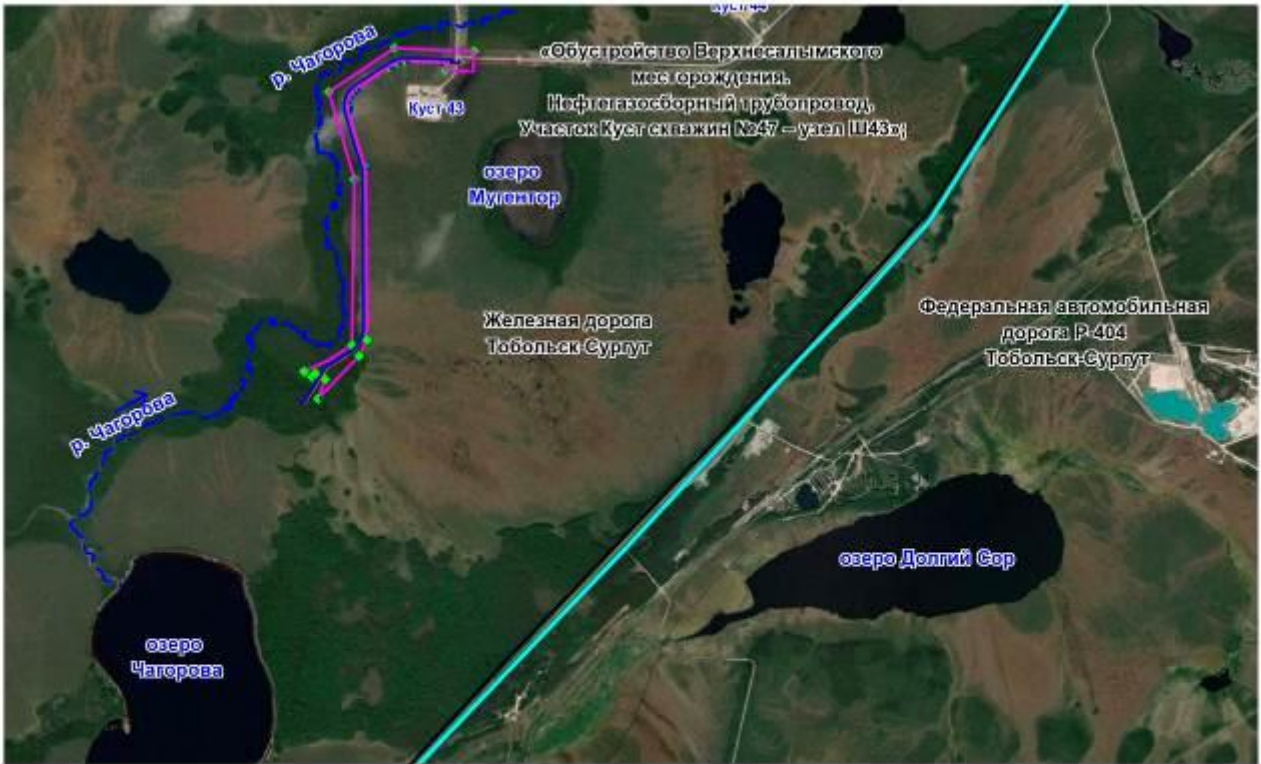 Куст 44
р. Чагорова
«Обустройство Верхнесалымского
месторождения.
Нефтегазосборный трубопровод.
Участок Куст скважин №47 – узел Ш43»;
Куст 43
озеро
Мугентор
Железная дорога
Тобольск-Сургут
Федеральная автомобильная
дорога Р-404
Тобольск-Сургут
р. Чагорова
озеро Долгий Сор
озеро
Чагорова